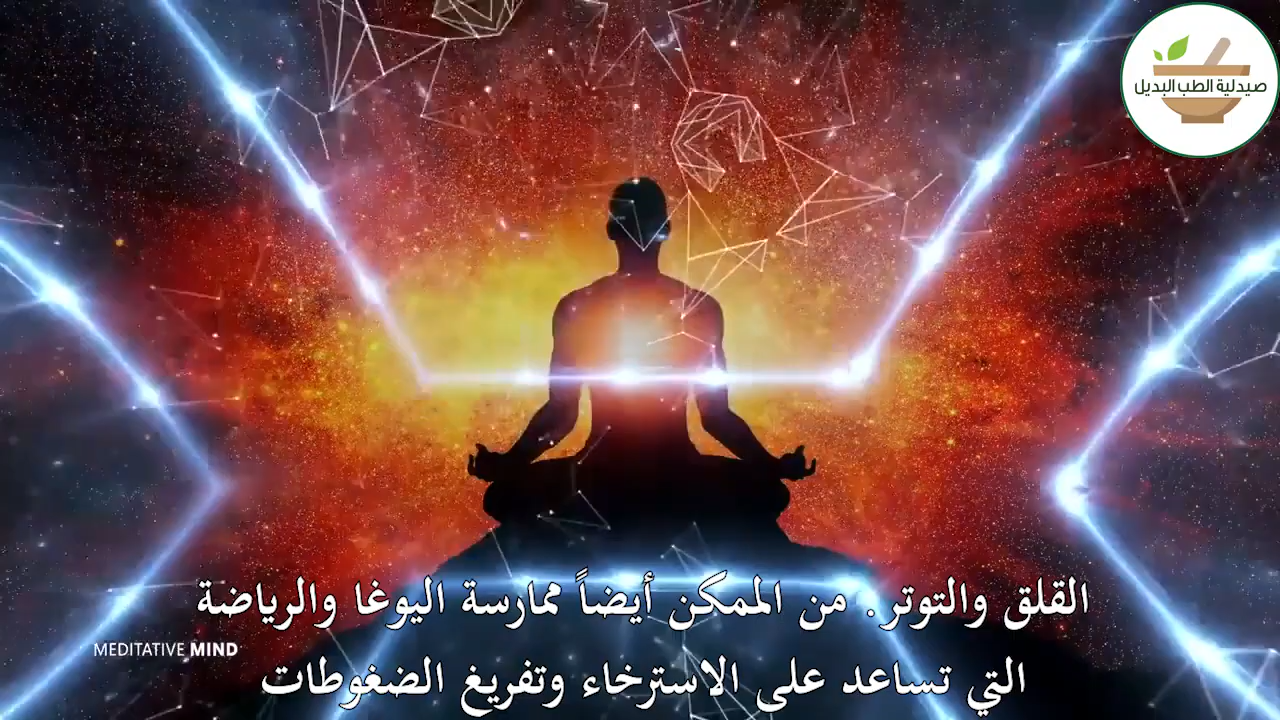 صيدلية الطب البديل
القلق والتوتر. من الممكن أيضاً ممارسة اليوغا والرياضة
MEDITATIVE MIND
التي تساعد على الاسترخاء وتفريغ الضغوطات